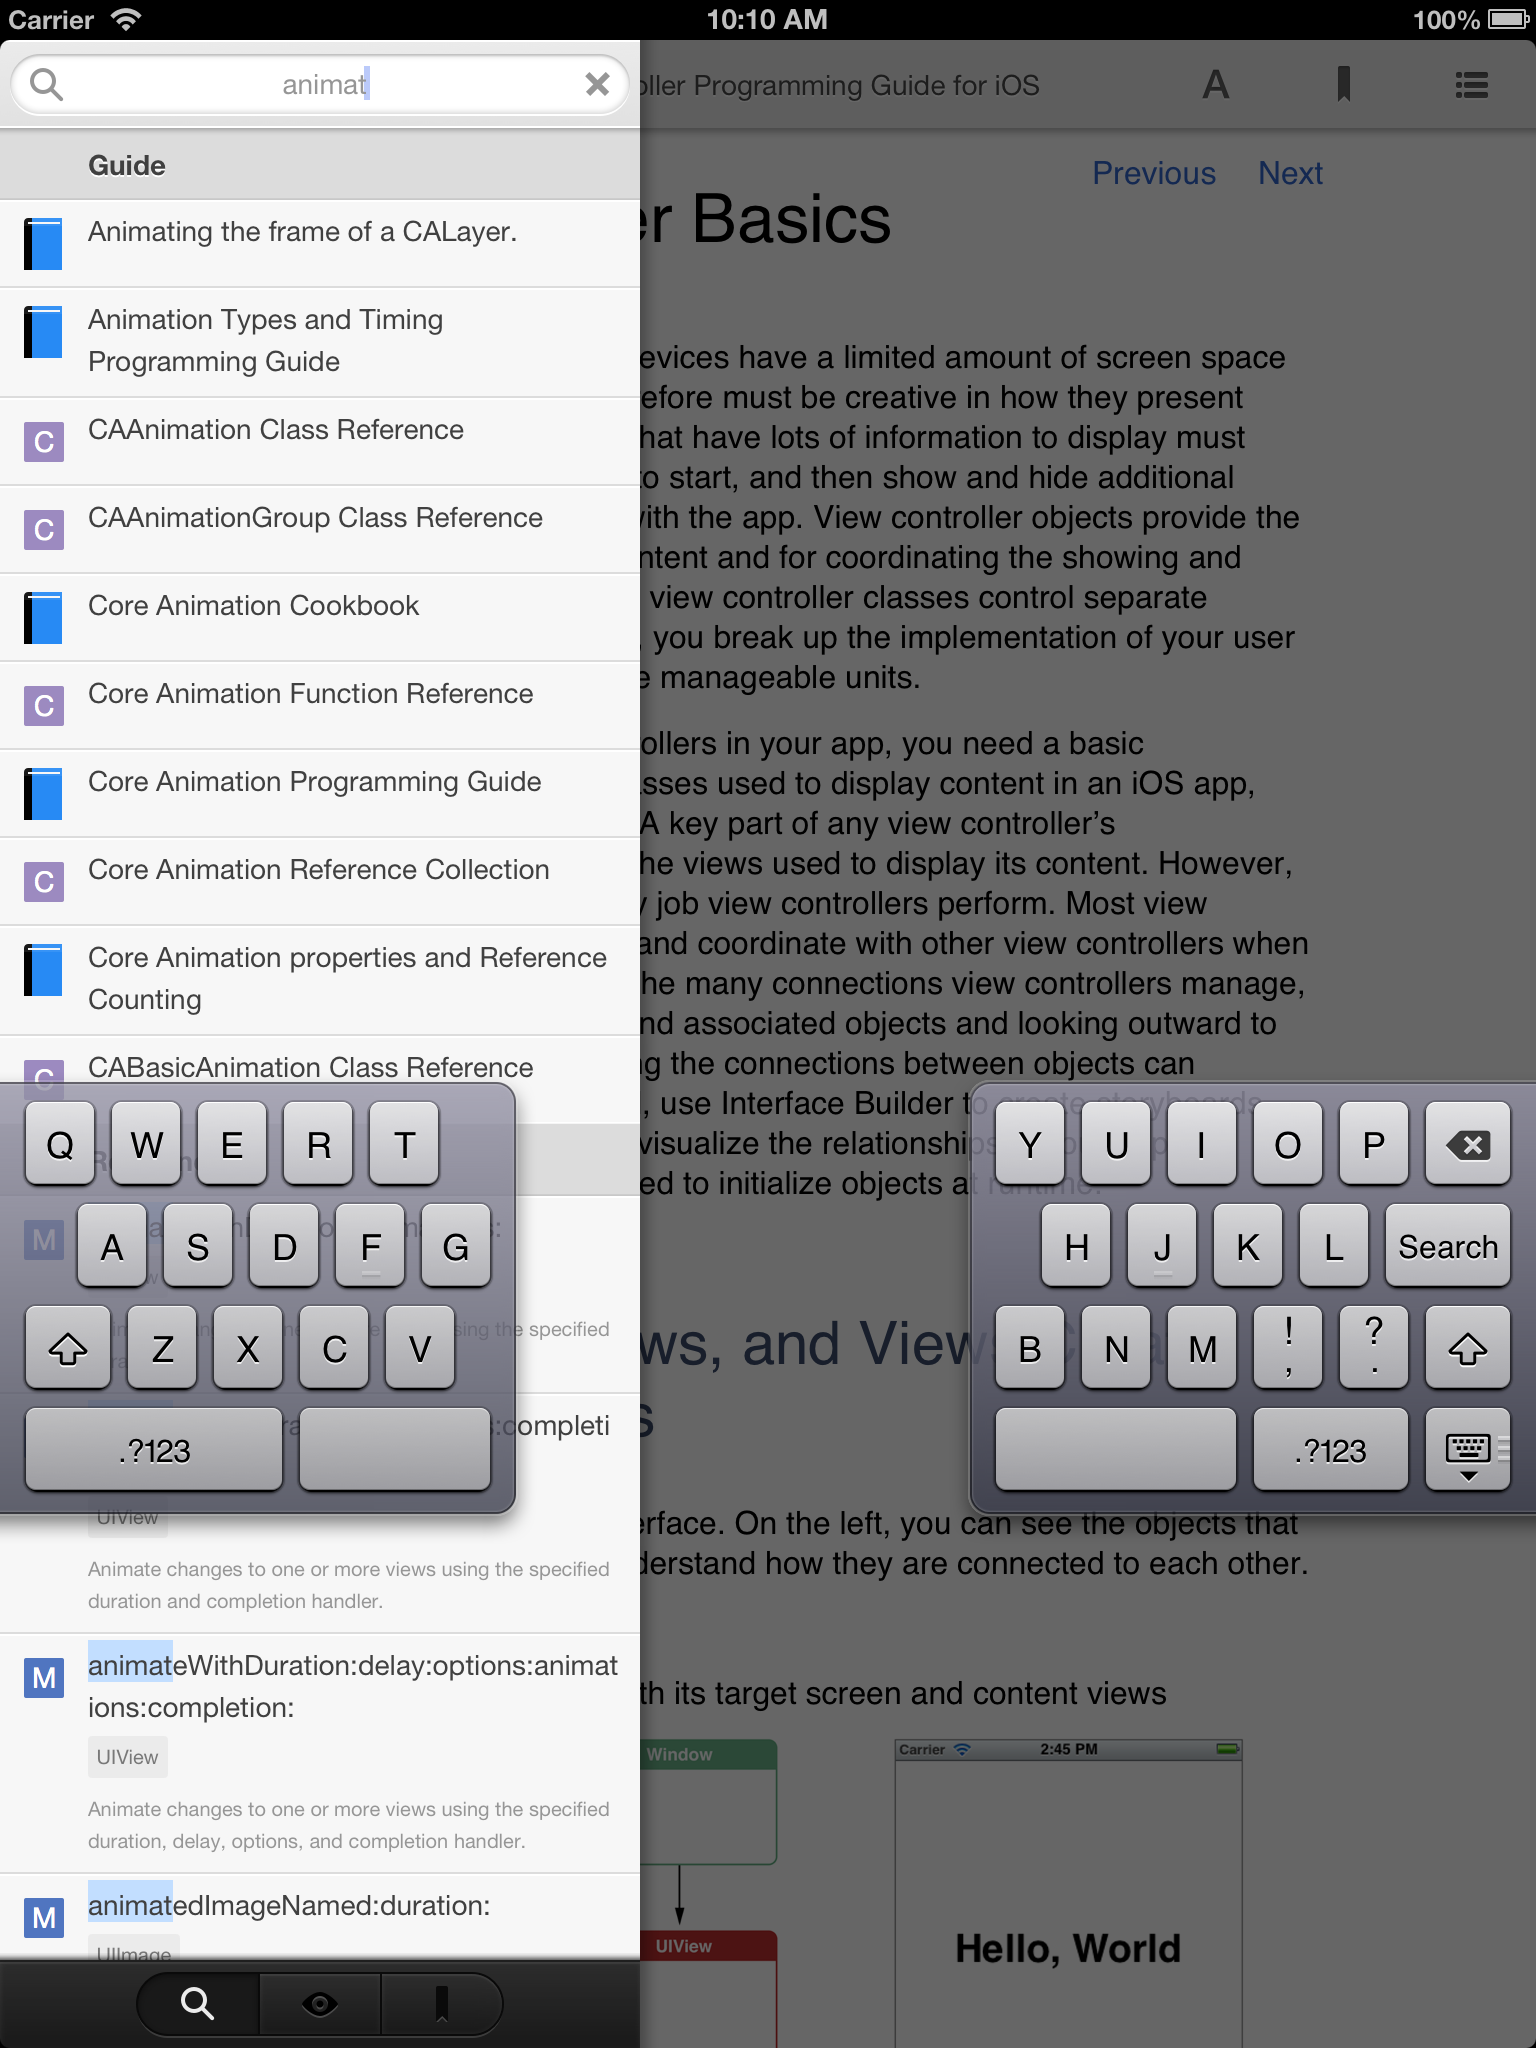 Carrier
10:10 AM
100%
animat
Guide
Animating the frame of a CALayer.
Animation Types and Timing
Programming Guide
C
CAAnimation Class Reference
C
CAAnimationGroup Class Reference
Core Animation Cookbook
C
Core Animation Function Reference
Core Animation Programming Guide
C
Core Animation Reference Collection
Core Animation properties and Reference
Counting
C
CABasicAnimation Class Reference
M
using the specified
:completi
UIView
Animate changes to one or more views using the specified
duration and completion handler.
M
animateWithDuration:delay:options:animat
ions:completion:
UIView
Animate changes to one or more views using the specified
duration, delay, options, and completion handler.
M
animatedImageNamed:duration:
UIImage
oller Programming Guide for iOS
A
Previous Next
er Basics
evices have a limited amount of screen space
efore must be creative in how they present
hat have lots of information to display must
to start, and then show and hide additional
ith the app. View controller objects provide the
ntent and for coordinating the showing and
view controller classes control separate
, you break up the implementation of your user
e manageable units.
ollers in your app, you need a basic
sses used to display content in an iOS app,
A key part of any view controller’s
he views used to display its content. However,
y job view controllers perform. Most view
and coordinate with other view controllers when
he many connections view controllers manage,
nd associated objects and looking outward to
ng the connections between objects can
, use Interface Builder to create storyboards
visualize the relationships
ed to initialize objects at runtime.
ws, and View
s
erface. On the left, you can see the objects that
derstand how they are connected to each other.
th its target screen and content views
Window
UIView
Carrier
2:45 PM
Hello, World
Q W E R T
A S D F G
Z X C V
.?123
Y U I O P
H J K L Search
B N M ! , ? .
.?123